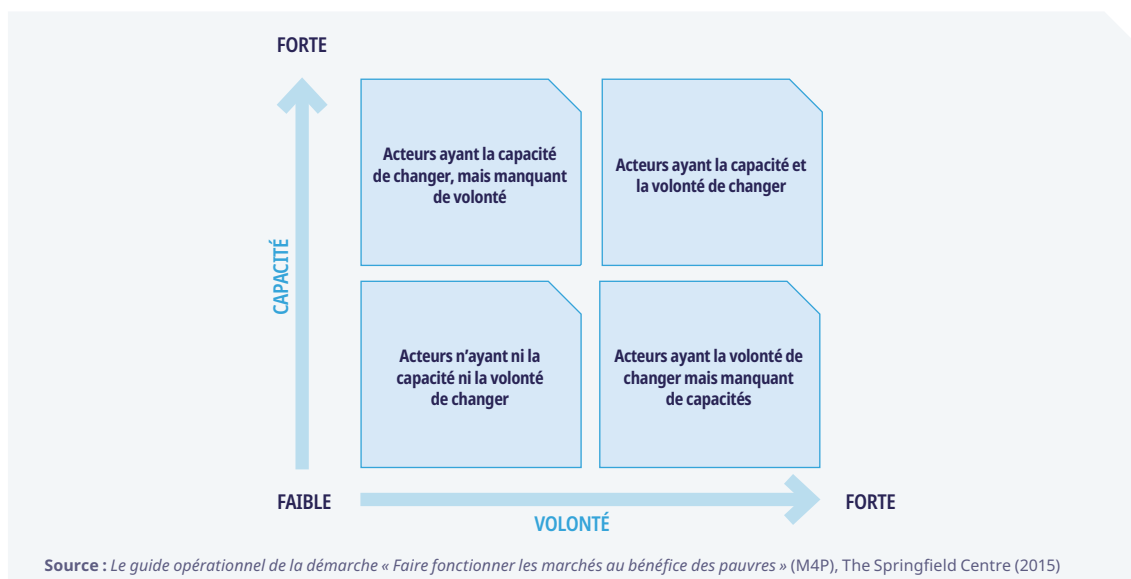 FORTE
Acteurs ayant la capacité
de changer, mais manquant
de volonté
Acteurs ayant la capacité et
la volonté de changer
CAPACITÉ
Acteurs n’ayant ni la
capacité ni la volonté
de changer
Acteurs ayant la volonté de
changer mais manquant
de capacités
FAIBLE
FORTE
VOLONTÉ
Source : Le guide opérationnel de la démarche « Faire fonctionner les marchés au bénéfice des pauvres » (M4P), The Springfield Centre (2015)